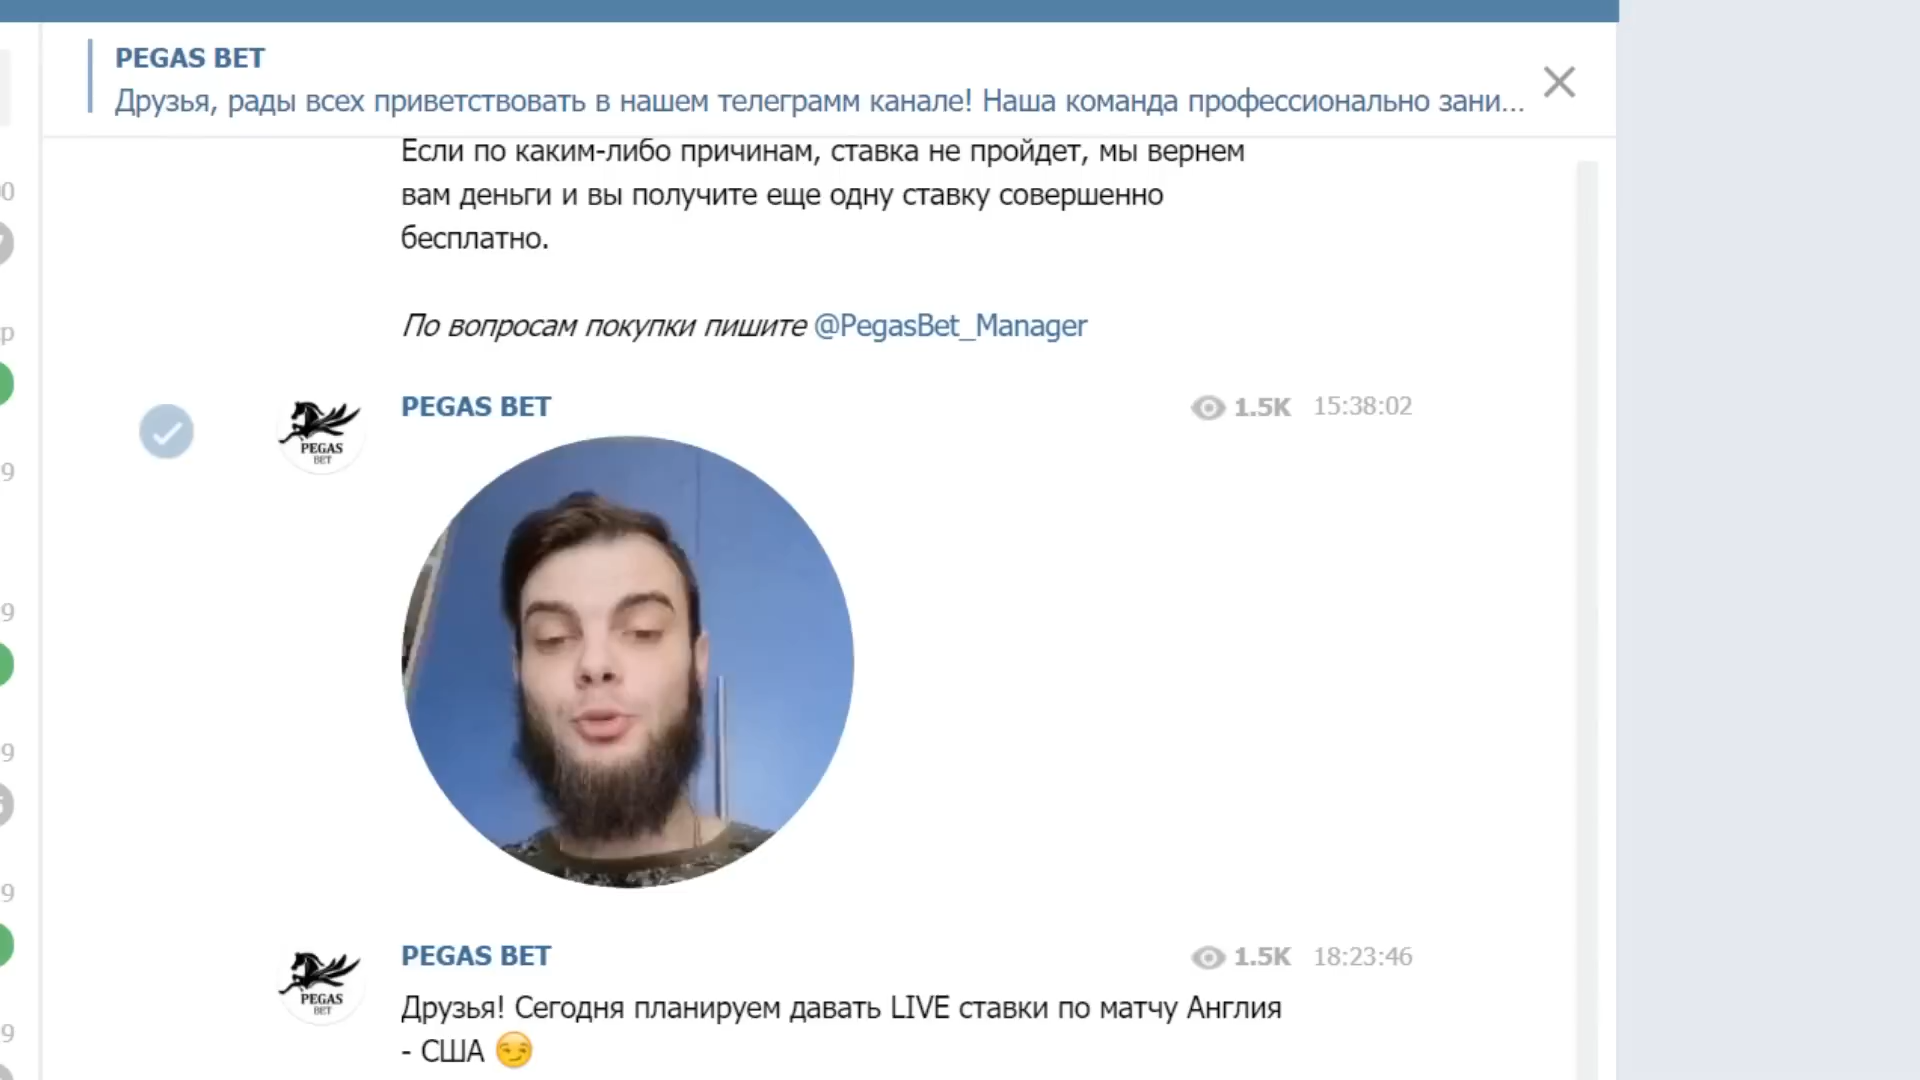 PEGAS BET
Друзья, рады всех приветствовать в нашем телеграмм канале! Наша команда профессионально зани...
Если по каким-либо причинам, ставка не пройдет, мы вернем
вам деньги и вы получите еще одну ставку совершенно
бесплатно.
По вопросам покупки пишите @PegasBet_Manager
PEGAS BET 1.5K 15:38:02
PEGAS
BET
PEGAS BET 1.5K 18:23:46
PEGAS
BET
Друзья! Сегодня планируем давать LIVE ставки по матчу Англия
- США 😏